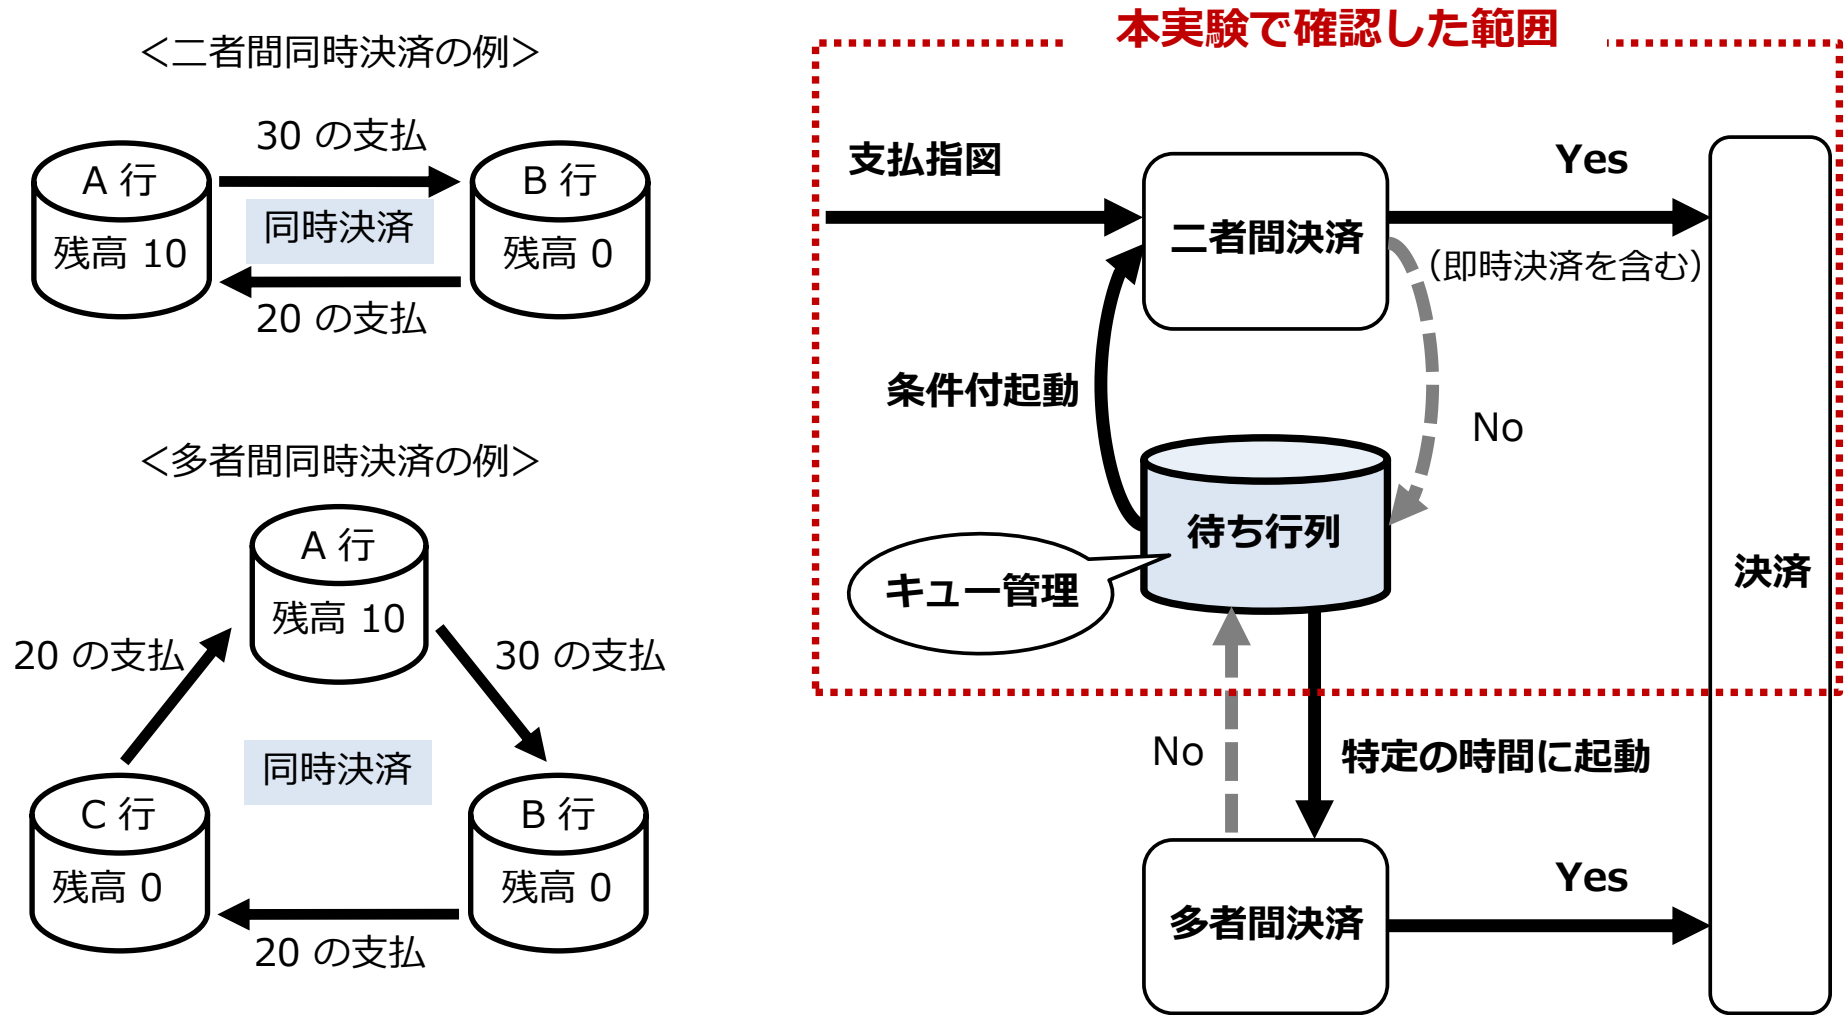 ＜二者間同時決済の例＞
30 の支払
A 行
残高 10
同時決済
B 行
残高 0
20 の支払
＜多者間同時決済の例＞
A 行
残高 10
20 の支払
30 の支払
同時決済
C 行
残高 0
B 行
残高 0
20 の支払
本実験で確認した範囲
支払指図
二者間決済
Yes
（即時決済を含む）
条件付起動
No
待ち行列
キュー管理
決済
No
特定の時間に起動
多者間決済
Yes